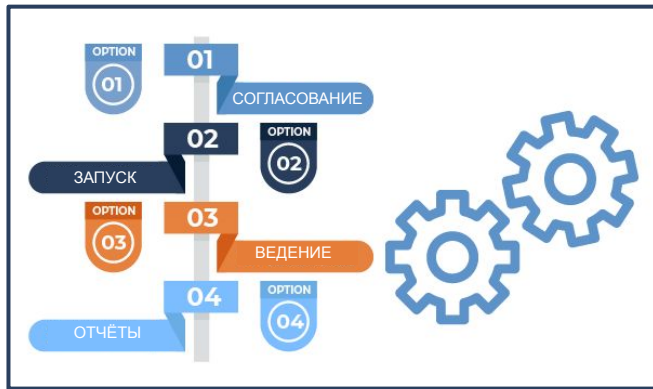 OPTION
01
01
СОГЛАСОВАНИЕ
02
OPTION
02
ЗАПУСК
OPTION
03
03
ВЕДЕНИЕ
04
OPTION
04
ОТЧЁТЫ